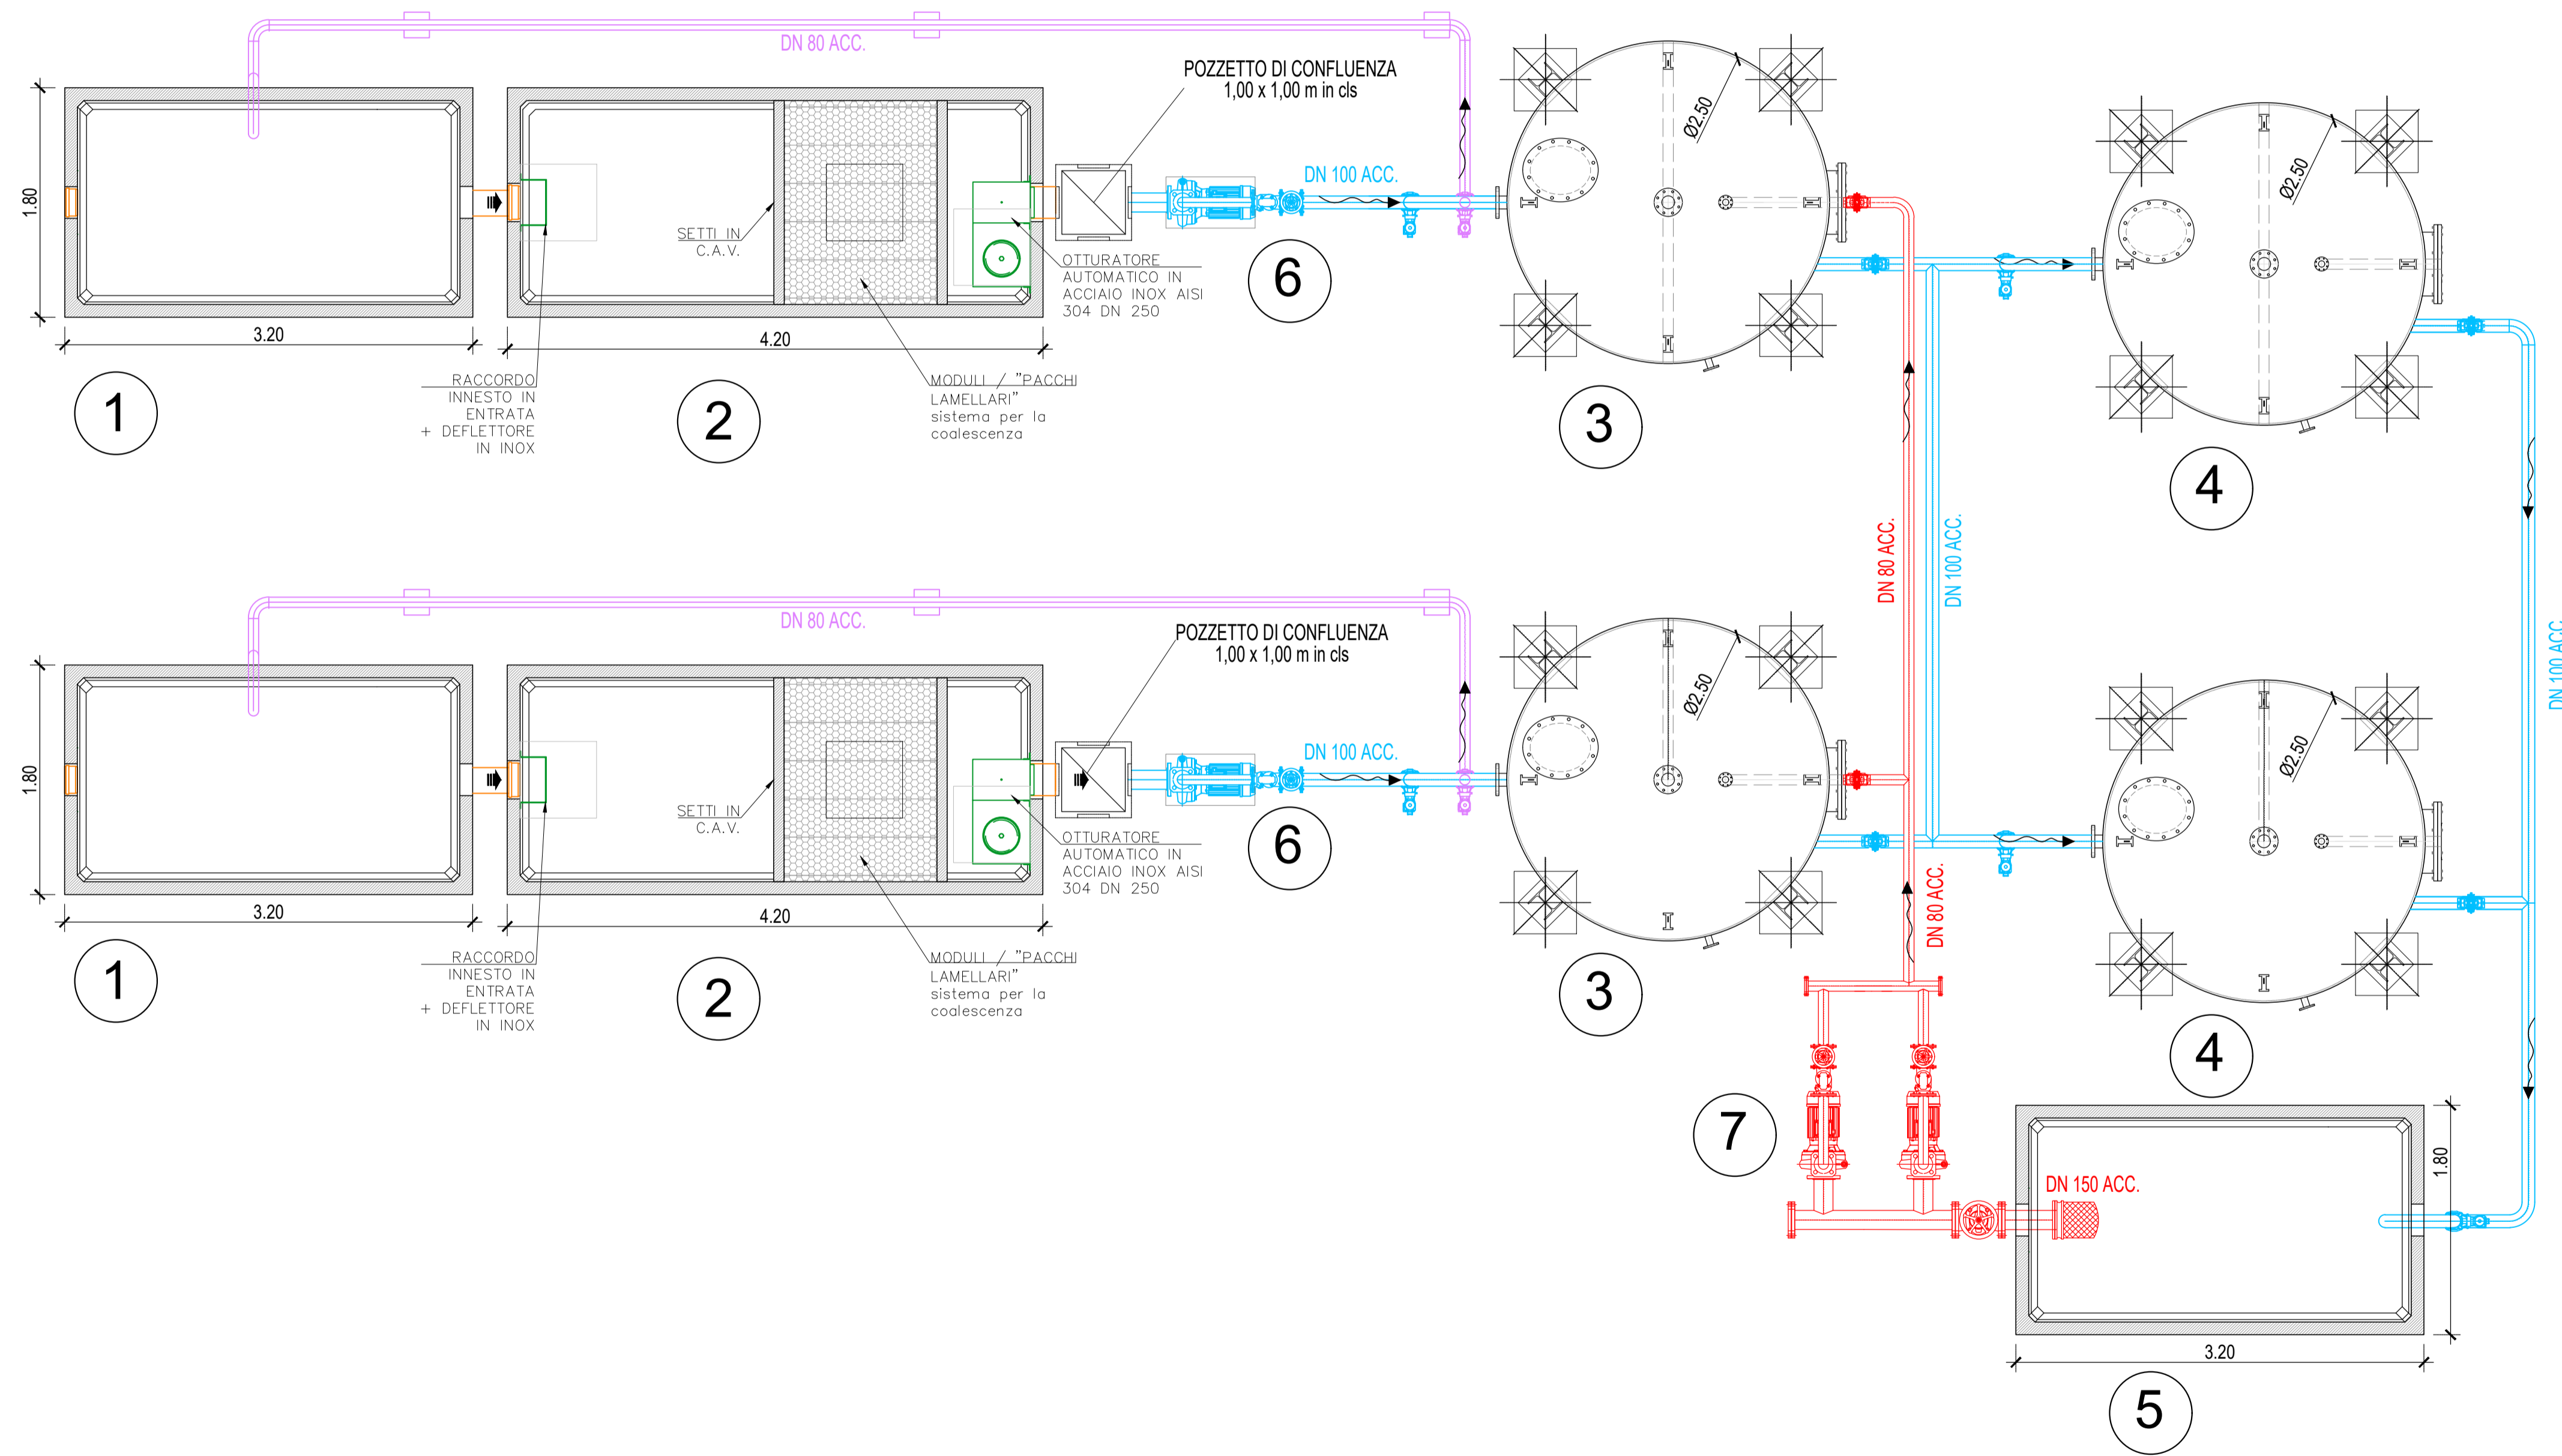 DN 80 ACC.
POZZETTO DI CONFLUENZA
1,00 x 1,00 m in cls
Ø2.50
Ø2.50
1.80
DN 100 ACC.
SETTI IN
C.A.V.
OTTURATORE
AUTOMATICO IN
ACCIAIO INOX AISI
304 DN 250
6
3.20
4.20
RACCORDO
INNESTO IN
ENTRATA
+ DEFLETTORE
IN INOX
MODULI / "PACCHI
LAMELLARI"
sistema per la
coalescenza
1
2
3
4
DN 80 ACC.
DN 100 ACC.
DN 100 ACC.
DN 80 ACC.
POZZETTO DI CONFLUENZA
1,00 x 1,00 m in cls
Ø2.50
Ø2.50
1.80
DN 100 ACC.
SETTI IN
C.A.V.
OTTURATORE
AUTOMATICO IN
ACCIAIO INOX AISI
304 DN 250
6
DN 80 ACC.
3.20
4.20
RACCORDO
INNESTO IN
ENTRATA
+ DEFLETTORE
IN INOX
MODULI / "PACCHI
LAMELLARI"
sistema per la
coalescenza
1
2
3
4
7
DN 150 ACC.
1.80
3.20
5